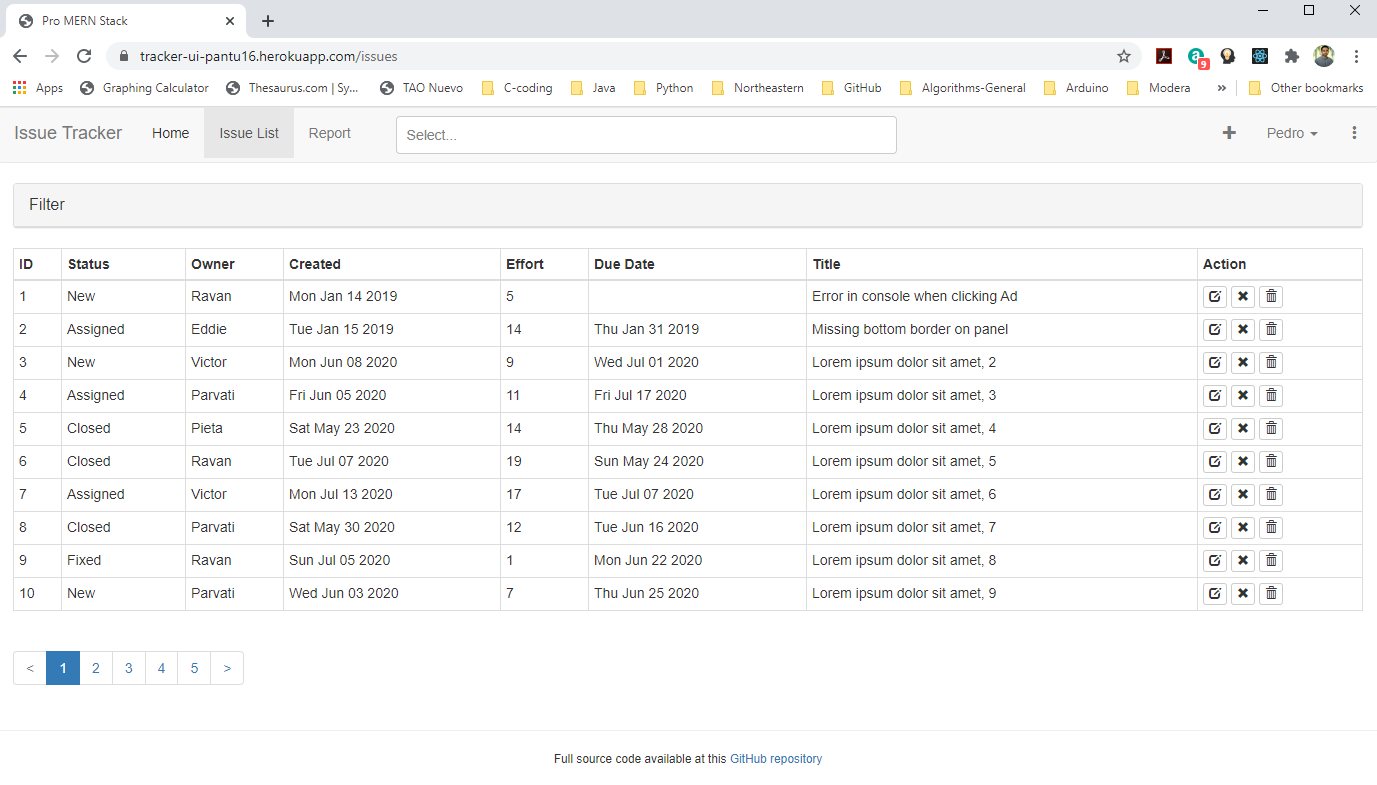 Pro MERN Stack
tracker-ui-pantu16.herokuapp.com/issues
9
Apps Graphing Calculator Thesaurus.com | Sy... TAO Nuevo C-coding Java Python Northeastern GitHub Algorithms-General Arduino Modera » Other bookmarks
Issue Tracker Home Issue List Report Select... Pedro
Filter
ID Status Owner Created Effort Due Date Title Action
1 New Ravan Mon Jan 14 2019 5 Error in console when clicking Ad
2 Assigned Eddie Tue Jan 15 2019 14 Thu Jan 31 2019 Missing bottom border on panel
3 New Victor Mon Jun 08 2020 9 Wed Jul 01 2020 Lorem ipsum dolor sit amet, 2
4 Assigned Parvati Fri Jun 05 2020 11 Fri Jul 17 2020 Lorem ipsum dolor sit amet, 3
5 Closed Pieta Sat May 23 2020 14 Thu May 28 2020 Lorem ipsum dolor sit amet, 4
6 Closed Ravan Tue Jul 07 2020 19 Sun May 24 2020 Lorem ipsum dolor sit amet, 5
7 Assigned Victor Mon Jul 13 2020 17 Tue Jul 07 2020 Lorem ipsum dolor sit amet, 6
8 Closed Parvati Sat May 30 2020 12 Tue Jun 16 2020 Lorem ipsum dolor sit amet, 7
9 Fixed Ravan Sun Jul 05 2020 1 Mon Jun 22 2020 Lorem ipsum dolor sit amet, 8
10 New Parvati Wed Jun 03 2020 7 Thu Jun 25 2020 Lorem ipsum dolor sit amet, 9
< 1 2 3 4 5 >
Full source code available at this GitHub repository